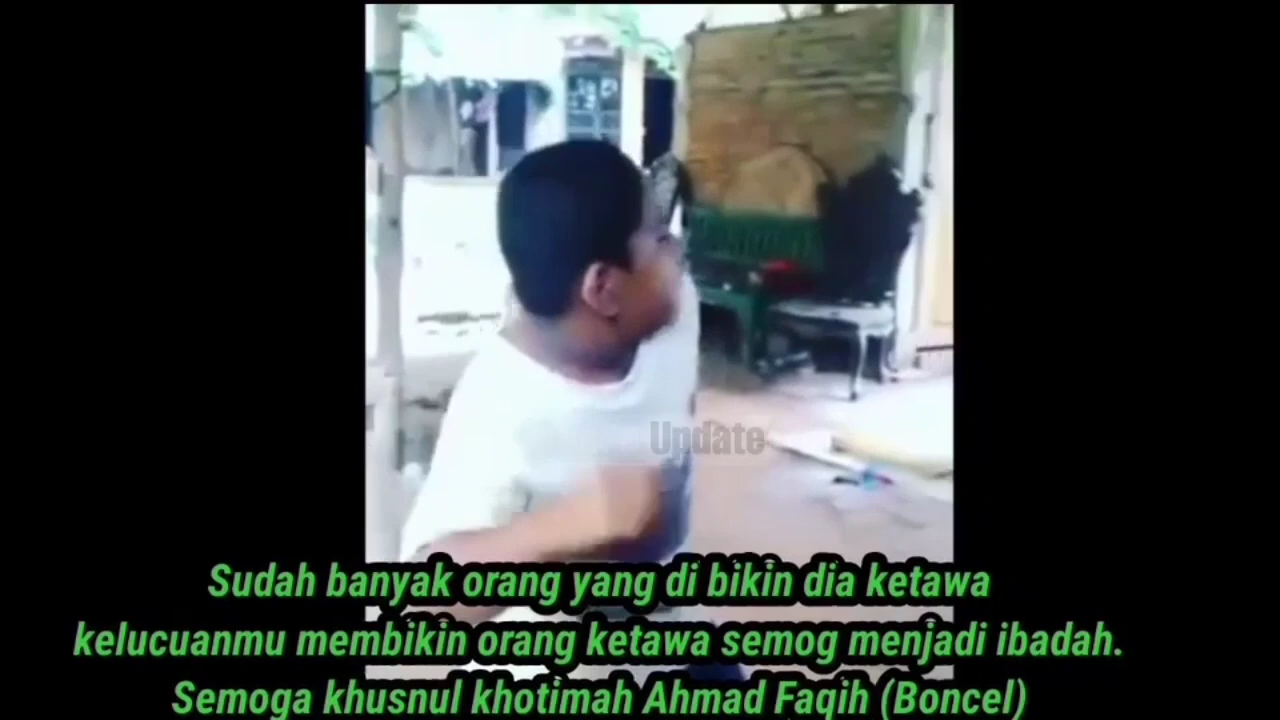 Update
Sudah banyak orang yang di bikin dia ketawa
kelucuanmu membikin orang ketawa semog menjadi ibadah.
Semoga khusnul khotimah Ahmad Faqih (Boncel)